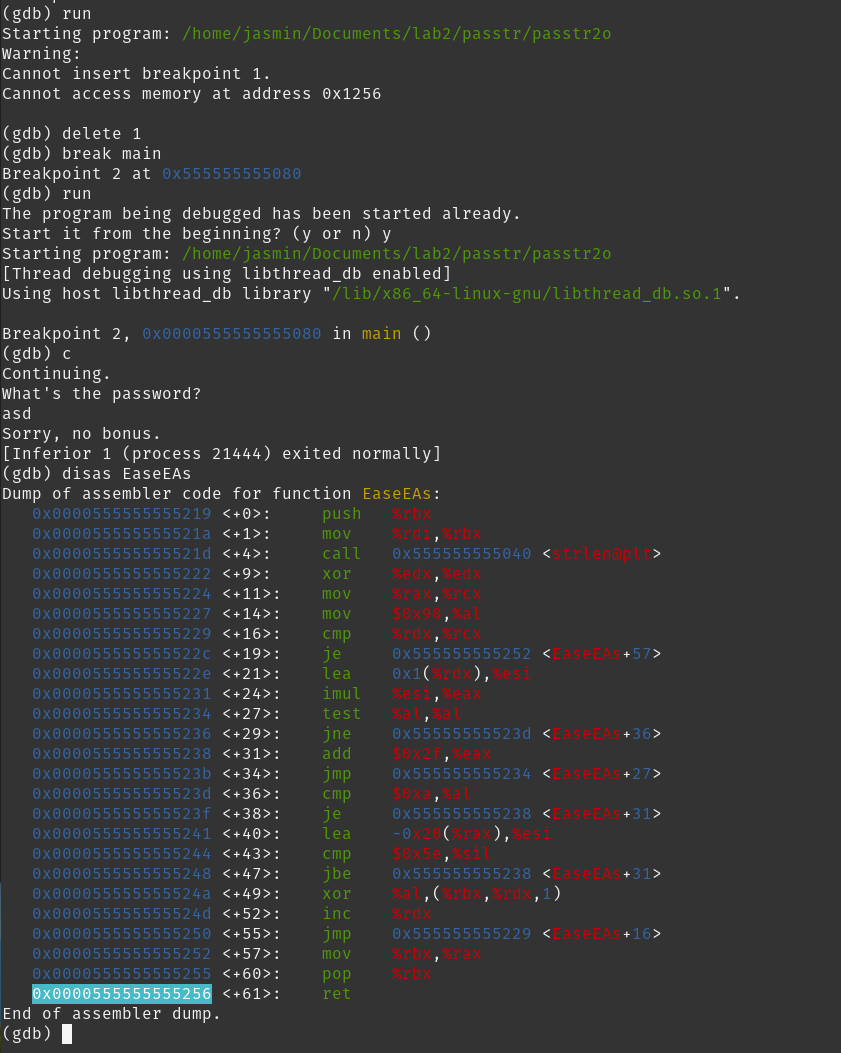 (gdb) run
Starting program: /home/jasmin/Documents/lab2/passtr/passtr2o
Warning:
Cannot insert breakpoint 1.
Cannot access memory at address 0x1256
(gdb) delete 1
(gdb) break main
Breakpoint 2 at 0x555555555080
(gdb) run
The program being debugged has been started already.
Start it from the beginning? (y or n) y
Starting program: /home/jasmin/Documents/lab2/passtr/passtr2o
[Thread debugging using libthread_db enabled]
Using host libthread_db library "/lib/x86_64-linux-gnu/libthread_db.so.1".
Breakpoint 2, 0x0000555555555080 in main ()
(gdb) c
Continuing.
What's the password?
asd
Sorry, no bonus.
[Inferior 1 (process 21444) exited normally]
(gdb) disas EaseEAs
Dump of assembler code for function EaseEAs:
0x0000555555555219 <+0>: push %rbx
0x000055555555521a <+1>: mov %rdi,%rbx
0x000055555555521d <+4>: call 0x555555555040 <strlen@plt>
0x0000555555555222 <+9>: xor %edx,%edx
0x0000555555555224 <+11>: mov %rax,%rcx
0x0000555555555227 <+14>: mov $0x90,%al
0x0000555555555229 <+16>: cmp %rdx,%rcx
0x000055555555522c <+19>: je 0x555555555252 <EaseEAs+57>
0x000055555555522e <+21>: lea 0x1(%rdx),%esi
0x0000555555555231 <+24>: imul %esi,%eax
0x0000555555555234 <+27>: test %al,%al
0x0000555555555236 <+29>: jne 0x55555555523d <EaseEAs+36>
0x0000555555555238 <+31>: add $0x2f,%eax
0x000055555555523b <+34>: jmp 0x555555555234 <EaseEAs+27>
0x000055555555523d <+36>: cmp $0xa,%al
0x000055555555523f <+38>: je 0x555555555238 <EaseEAs+31>
0x0000555555555241 <+40>: lea -0x20(%rax),%esi
0x0000555555555244 <+43>: cmp $0x5e,%sil
0x0000555555555248 <+47>: jbe 0x555555555238 <EaseEAs+31>
0x000055555555524a <+49>: xor %al,(%rbx,%rdx,1)
0x000055555555524d <+52>: inc %rdx
0x0000555555555250 <+55>: jmp 0x555555555229 <EaseEAs+16>
0x0000555555555252 <+57>: mov %rbx,%rax
0x0000555555555255 <+60>: pop %rbx
0x0000555555555256 <+61>: ret
End of assembler dump.
(gdb)